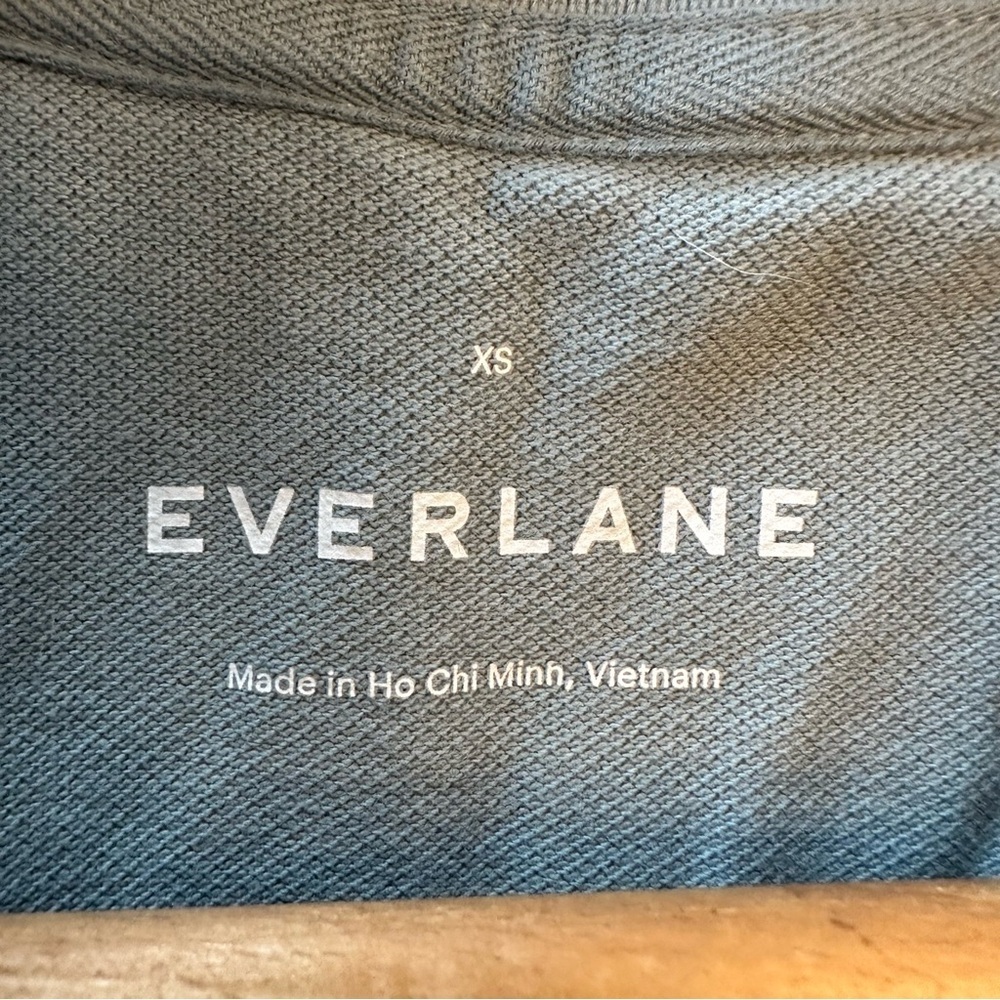 XS
EVERLANE
Made in Ho Chi Minh, Vietnam